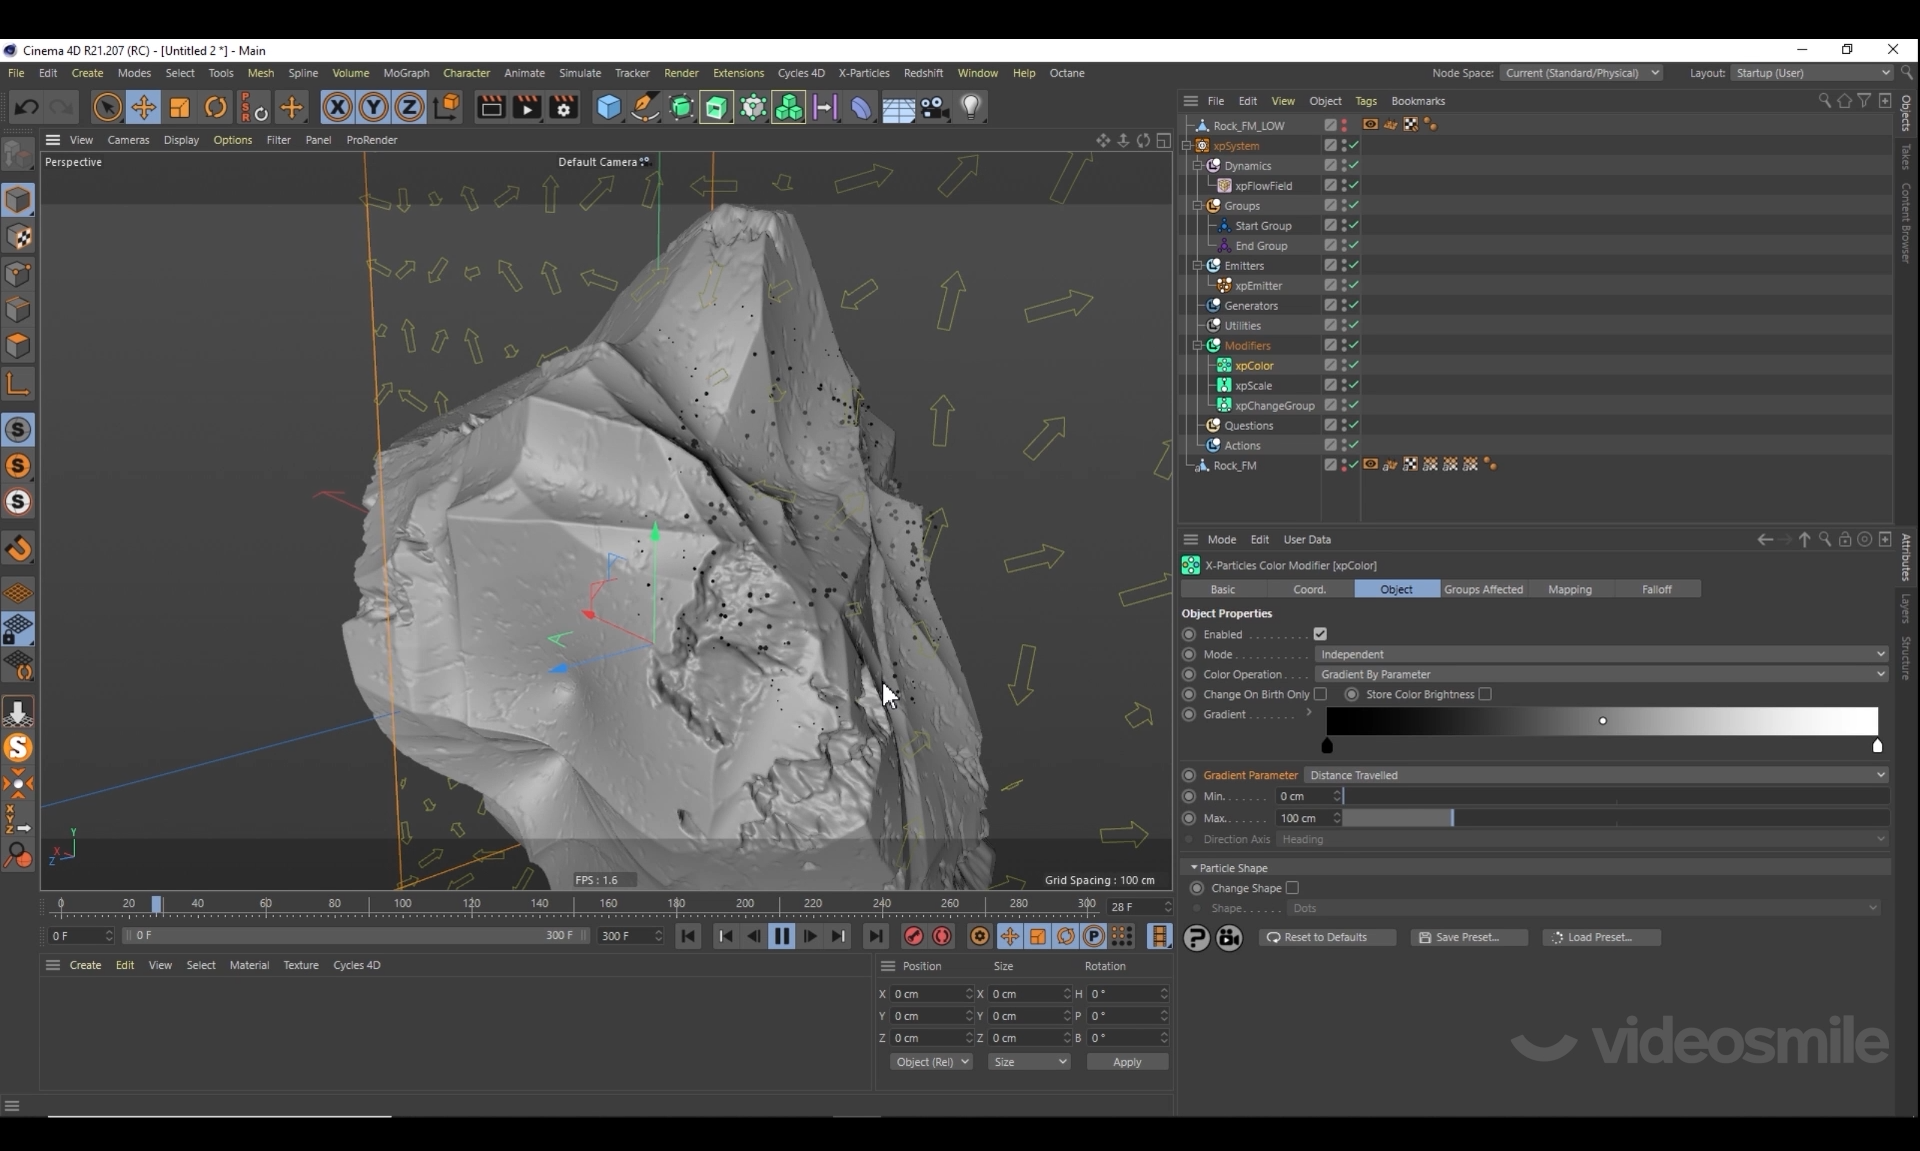 Cinema 4D R21.207 (RC) - [Untitled 2 *] - Main
File Edit Create Modes Select Tools Mesh Spline Volume MoGraph Character Animate Simulate Tracker Render Extensions Cycles 4D X-Particles Redshift Window Help Octane
Node Space: Current (Standard/Physical) Layout: Startup (User)
X Y Z
PSR
File Edit View Object Tags Bookmarks
View Cameras Display Options Filter Panel ProRender
Perspective
Default Camera
Rock_FM_LOW
xpSystem
Dynamics
xpFlowField
Groups
Start Group
End Group
Emitters
xpEmitter
Generators
Utilities
Modifiers
xpColor
xpScale
xpChangeGroup
Questions
Actions
Rock_FM
Objects
Takes
Content Browser
Mode Edit User Data
X-Particles Color Modifier [xpColor]
Basic Coord. Object Groups Affected Mapping Falloff
Object Properties
Enabled
Mode Independent
Color Operation Gradient By Parameter
Change On Birth Only Store Color Brightness
Gradient
Gradient Parameter Distance Travelled
Min. 0 cm
Max. 100 cm
Direction Axis Heading
Particle Shape
Change Shape
Shape Dots
Reset to Defaults Save Preset... Load Preset...
Attributes
Layers
Structure
Y
X
Z
FPS : 1.6
Grid Spacing : 100 cm
0 20 40 60 80 100 120 140 160 180 200 220 240 260 280 300 28 F
0 F 0 F 300 F 300 F
Create Edit View Select Material Texture Cycles 4D
Position Size Rotation
X 0 cm X 0 cm H 0 °
Y 0 cm Y 0 cm P 0 °
Z 0 cm Z 0 cm B 0 °
Object (Rel) Size Apply
videosmile